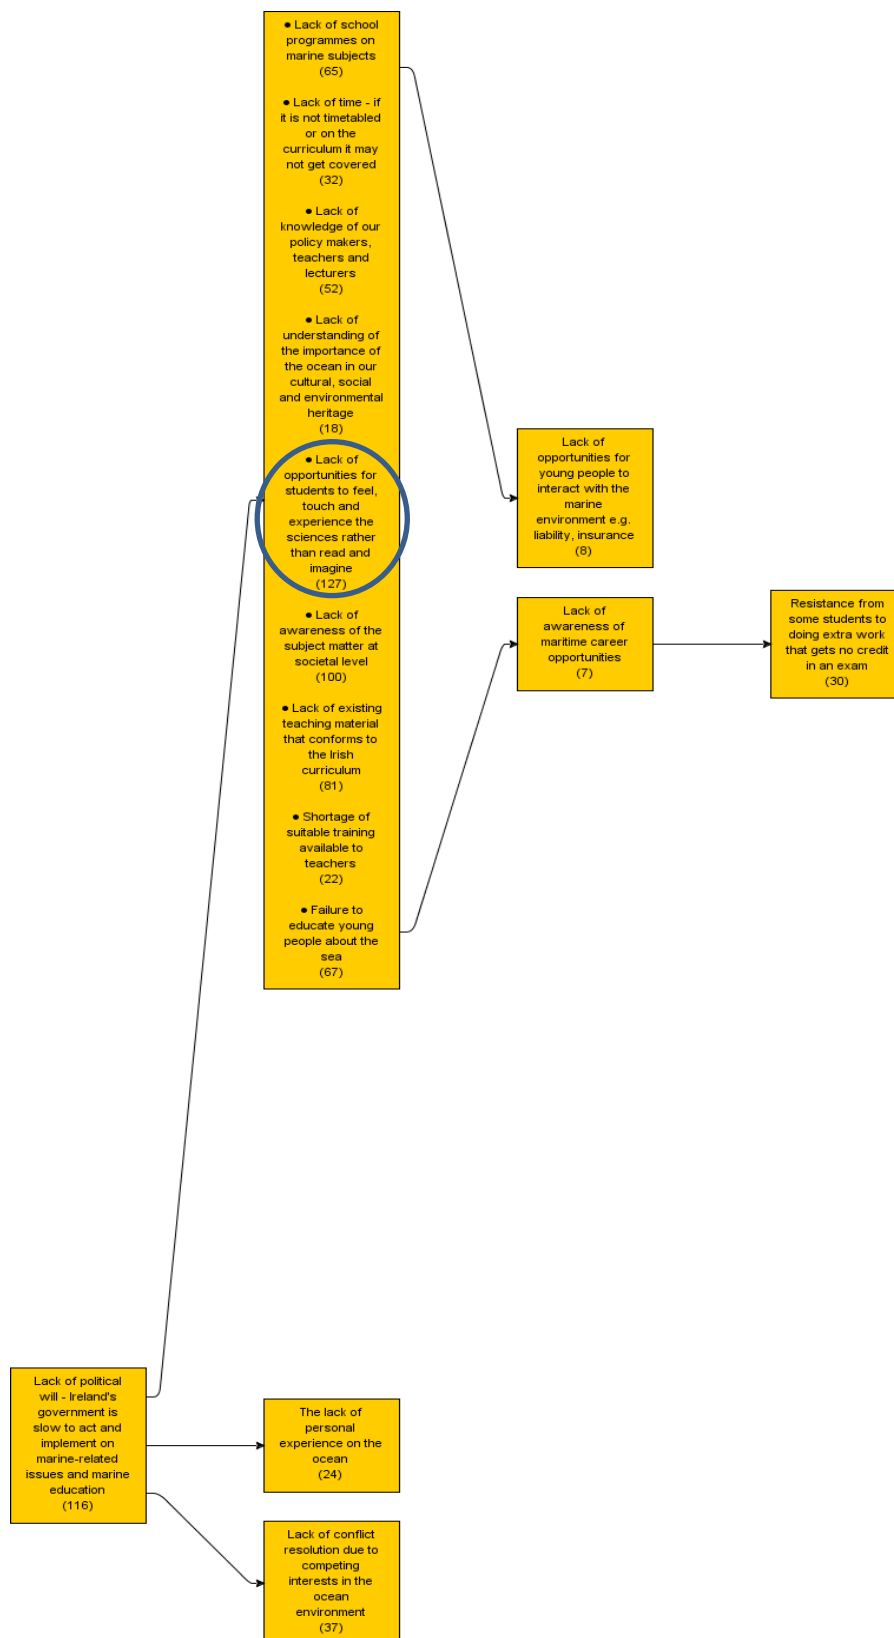 ● Lack of school
programmes on
marine subjects
(65)
● Lack of time - if
it is not timetabled
or on the
curriculum it may
not get covered
(32)
● Lack of
knowledge of our
policy makers,
teachers and
lecturers
(52)
● Lack of
understanding of
the importance of
the ocean in our
cultural, social
and environmental
heritage
(18)
● Lack of
opportunities for
students to feel,
touch and
experience the
sciences rather
than read and
imagine
(127)
● Lack of
awareness of the
subject matter at
societal level
(100)
● Lack of existing
teaching material
that conforms to
the Irish
curriculum
(81)
● Shortage of
suitable training
available to
teachers
(22)
● Failure to
educate young
people about the
sea
(67)
Lack of
opportunities for
young people to
interact with the
marine
environment e.g.
liability, insurance
(8)
Lack of
awareness of
maritime career
opportunities
(7)
Resistance from
some students to
doing extra work
that gets no credit
in an exam
(30)
Lack of political
will - Ireland's
government is
slow to act and
implement on
marine-related
issues and marine
education
(116)
The lack of
personal
experience on the
ocean
(24)
Lack of conflict
resolution due to
competing
interests in the
ocean
environment
(37)